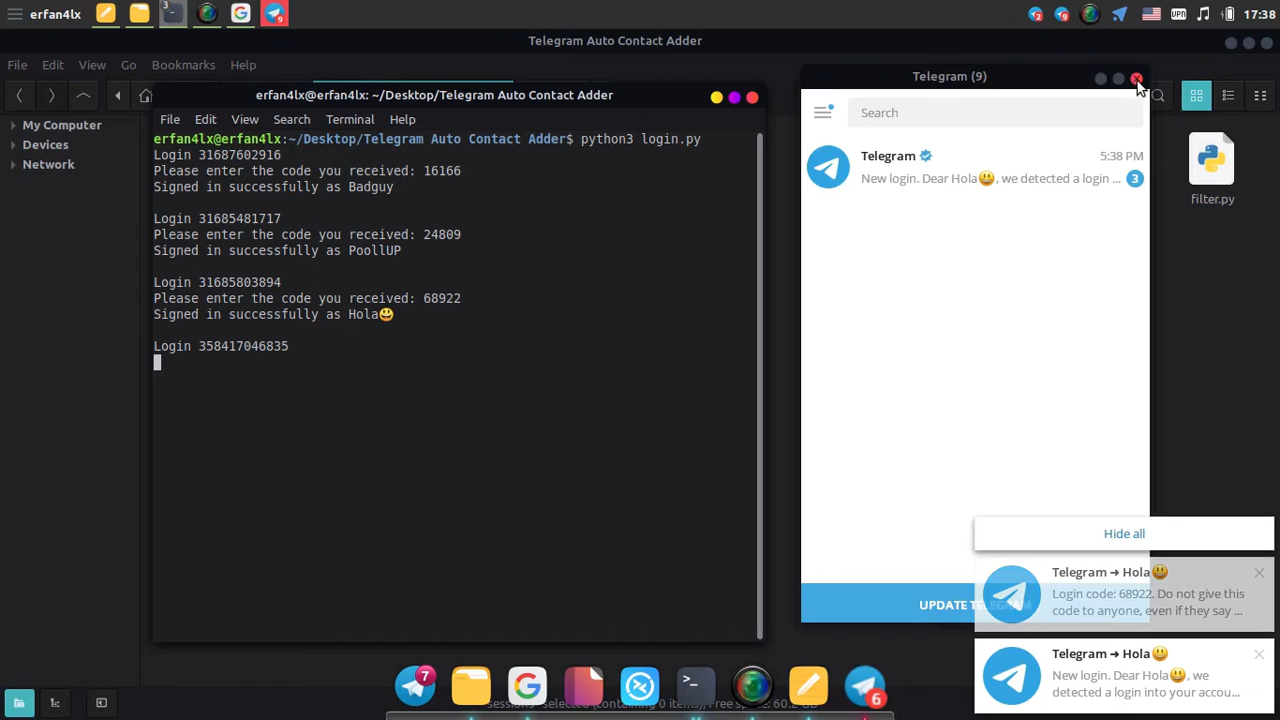 erfan4lx
3
9
2
9
VPN
17:38
Telegram Auto Contact Adder
File Edit View Go Bookmarks Help
My Computer
Devices
Network
erfan4lx@erfan4lx: ~/Desktop/Telegram Auto Contact Adder
File Edit View Search Terminal Help
erfan4lx@erfan4lx:~/Desktop/Telegram Auto Contact Adder$ python3 login.py
Login 31687602916
Please enter the code you received: 16166
Signed in successfully as Badguy
Login 31685481717
Please enter the code you received: 24809
Signed in successfully as PoollUP
Login 31685803894
Please enter the code you received: 68922
Signed in successfully as Hola😃
Login 358417046835
Telegram (9)
Search
Telegram 5:38 PM
New login. Dear Hola😃, we detected a login ... 3
UPDATE TELEGRAM
filter.py
Hide all
Telegram ➜ Hola😃
Login code: 68922. Do not give this
code to anyone, even if they say ...
Telegram ➜ Hola😃
New login. Dear Hola😃, we
detected a login into your accou...
7
6